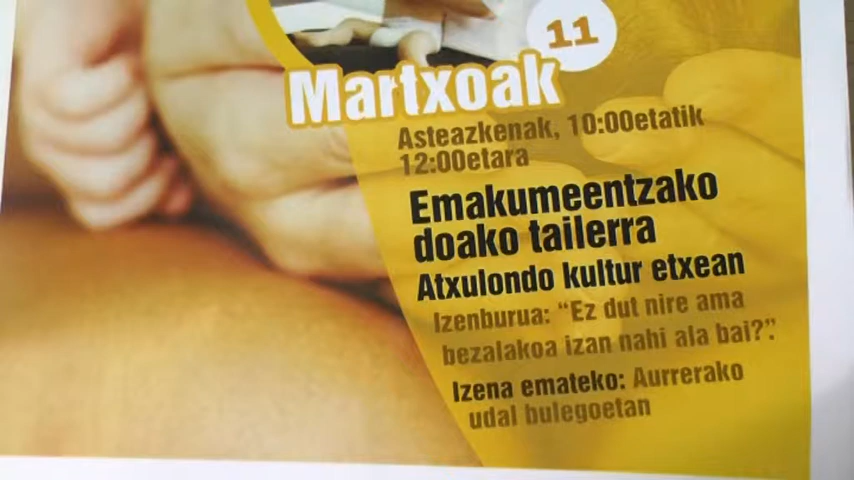 11
Martxoak
Asteazkenak, 10:00etatik
12:00etara
Emakumeentzako
doako tailerra
Atxulondo kultur etxean
Izenburua: “Ez dut nire ama
bezalakoa izan nahi ala bai?”.
Izena emateko: Aurrerako
udal bulegoetan